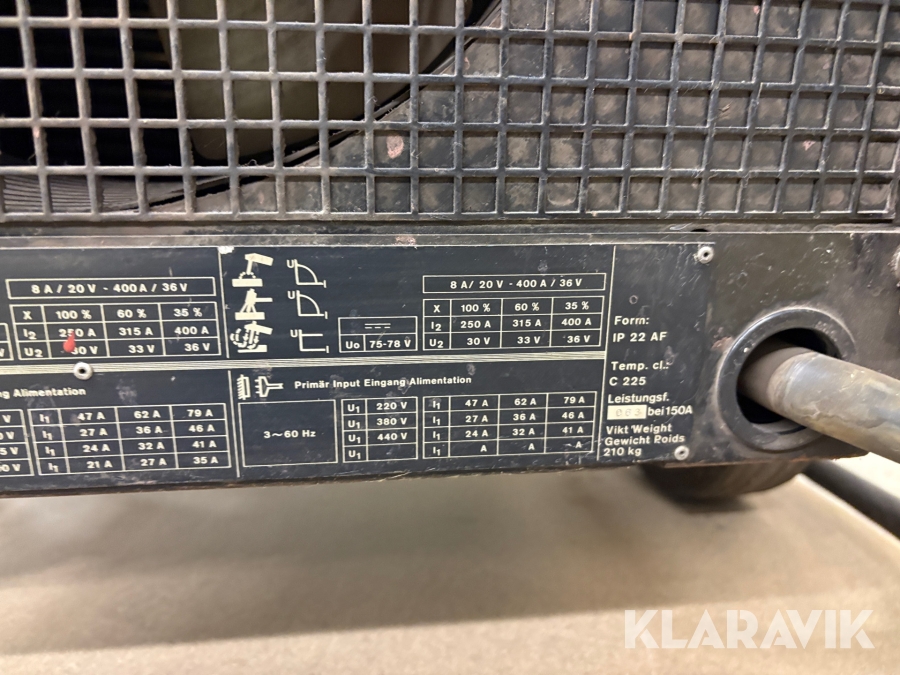 KLARAVIK
8 A / 20 V - 400 A / 36 V
X 100 % 60 % 35 %
I2 250 A 315 A 400 A
U2 30 V 33 V 36 V
Alimentation
I1 47 A 62 A 79 A
I1 27 A 36 A 46 A
I1 24 A 32 A 41 A
I1 21 A 27 A 35 A
U I
U I
U I
U0 75-78 V
8 A / 20 V - 400 A / 36 V
X 100 % 60 % 35 %
I2 250 A 315 A 400 A
U2 30 V 33 V 36 V
Primär Input Eingang Alimentation
3~60 Hz
U1 220 V I1 47 A 62 A 79 A
U1 380 V I1 27 A 36 A 46 A
U1 440 V I1 24 A 32 A 41 A
U1 V I1 A A A
Form:
IP 22 AF
Temp. cl.:
C 225
Leistungsf.
bei 150A
Vikt Weight
Gewicht Poids
210 kg
KLARAVIK